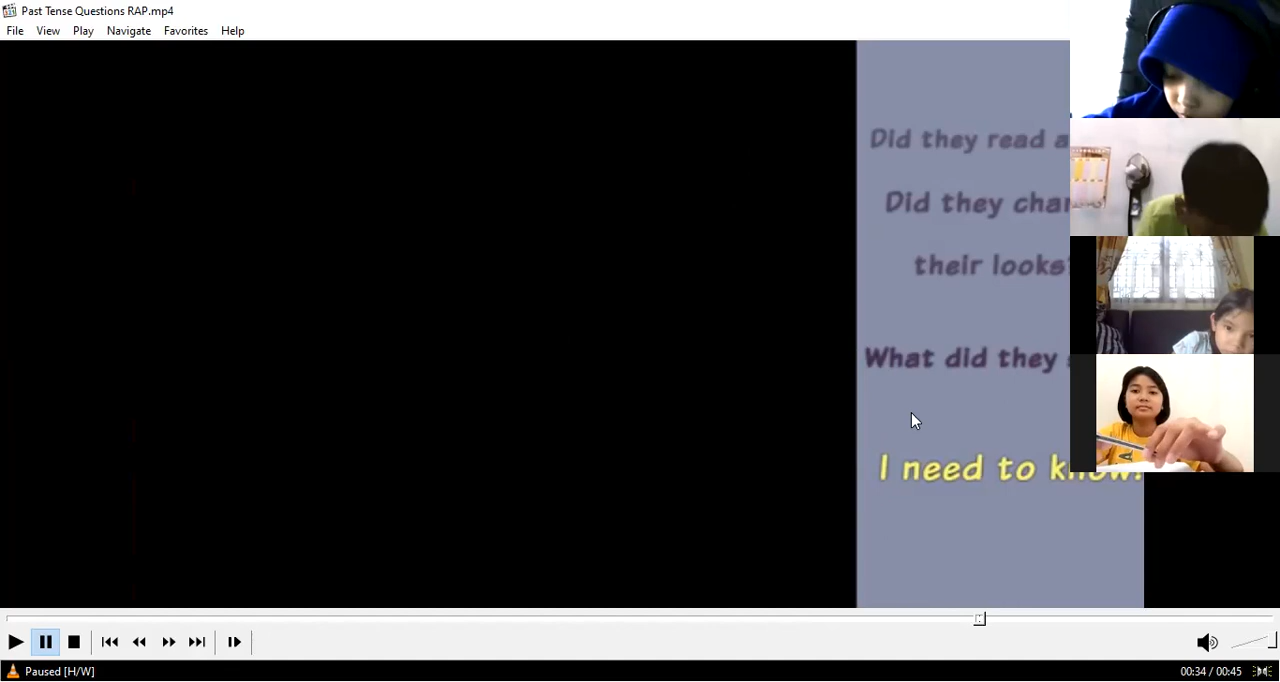 Past Tense Questions RAP.mp4
File View Play Navigate Favorites Help
Did they read
Did they
their looks
What did they
I need to know!
Paused [H/W]
00:34 / 00:45